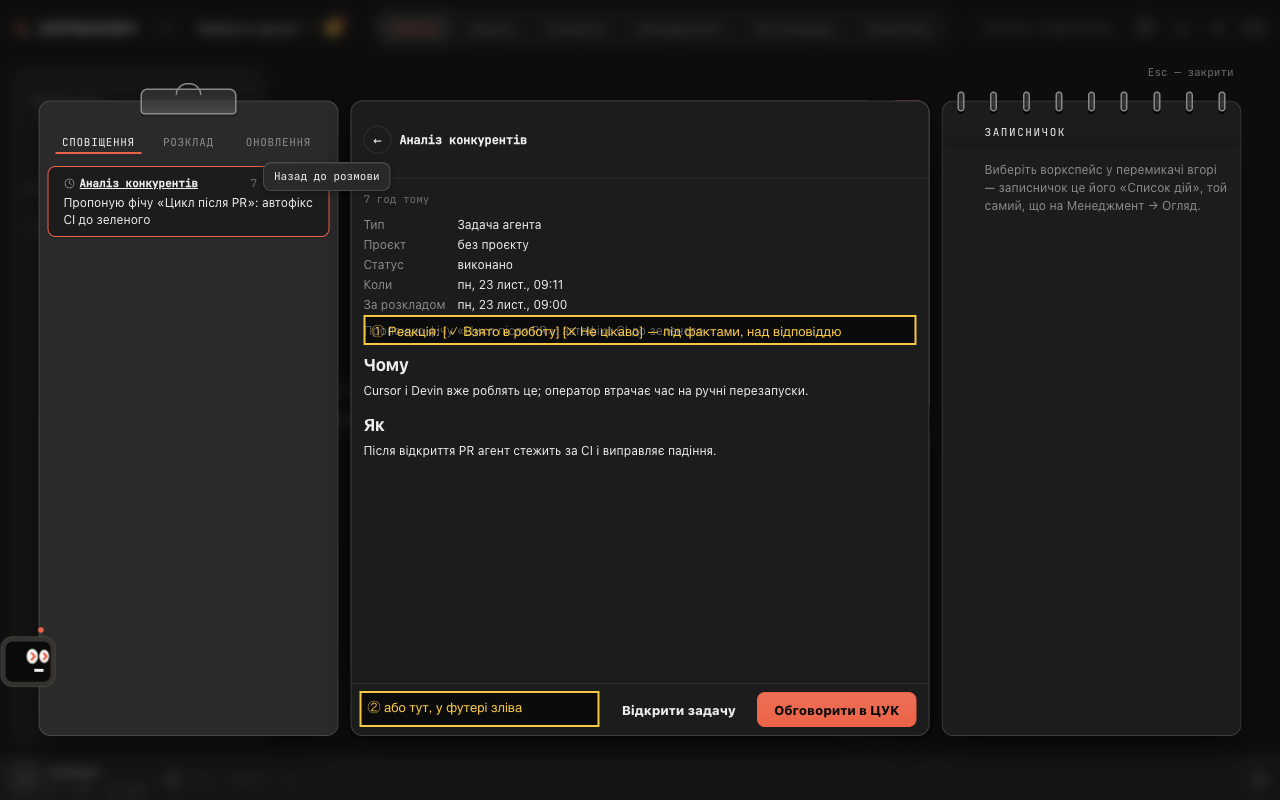 Esc — закрити
СПОВІЩЕННЯ РОЗКЛАД ОНОВЛЕННЯ
Аналіз конкурентів 7
Пропоную фічу «Цикл після PR»: автофікс
CI до зеленого
Назад до розмови
← Аналіз конкурентів
7 год тому
Тип Задача агента
Проєкт без проєкту
Статус виконано
Коли пн, 23 лист., 09:11
За розкладом пн, 23 лист., 09:00
① Реакція: [✓ Взято в роботу] [✕ Не цікаво] — під фактами, над відповіддю
Чому
Cursor і Devin вже роблять це; оператор втрачає час на ручні перезапуски.
Як
Після відкриття PR агент стежить за CI і виправляє падіння.
② або тут, у футері зліва
Відкрити задачу
Обговорити в ЦУК
ЗАПИСНИЧОК
Виберіть воркспейс у перемикачі вгорі
— записничок це його «Список дій», той
самий, що на Менеджмент → Огляд.